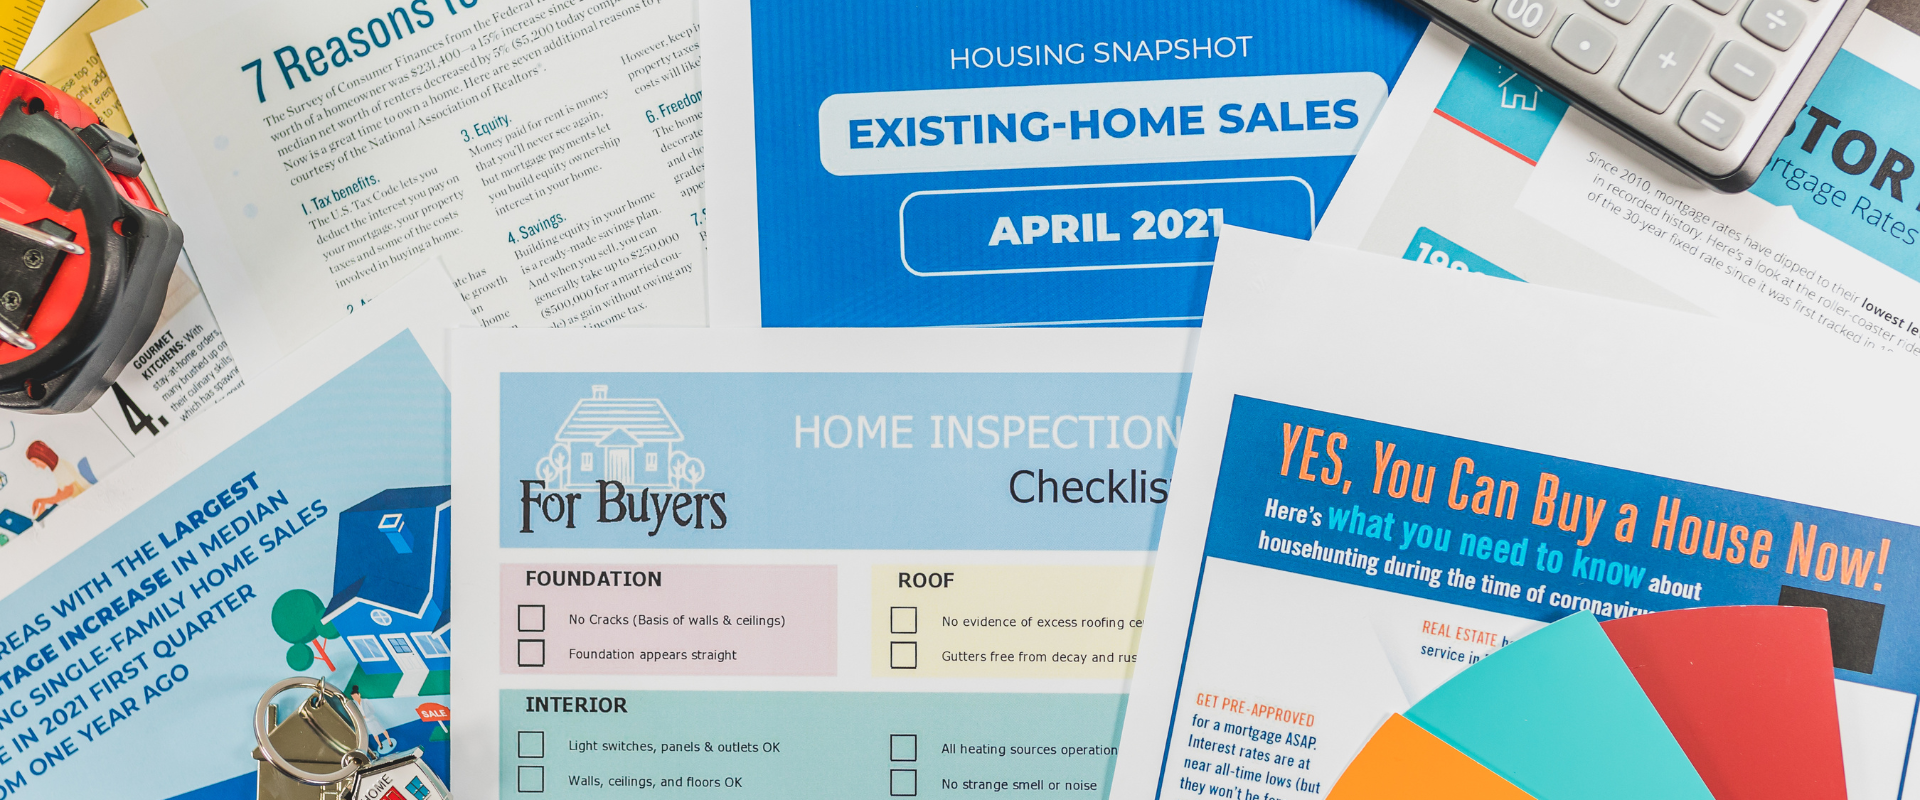 7 Reasons to
The Survey of Consumer Finances from the Federal
worth of a homeowner was $231,400—a 15% increase since
median net worth of renters decreased by 5% ($5,200 today
Now is a great time to own a home. Here are seven additional reasons to
courtesy of the National Association of Realtors®.
1. Tax benefits.
The U.S. Tax Code lets you
deduct the interest you pay on
your mortgage, your property
taxes and some of the costs
involved in buying a home.
3. Equity.
Money paid for rent is money
that you'll never see again,
but mortgage payments let
you build equity ownership
interest in your home.
4. Savings.
Building equity in your home
is a ready-made savings plan.
And when you sell, you can
generally take up to $250,000
($500,000 for a married cou-
ple) as gain without owing any
income tax.
However, keep
property taxes
costs will like
6. Freedom
The home
decorate
and
7.
GOURMET
KITCHENS: With
stay-at-home orders,
many brushed up on
their culinary skills,
which has
4.
HOUSING SNAPSHOT
EXISTING-HOME SALES
APRIL 2021
00
÷
·
+
−
=
STOR
rtgage Rates
Since 2010, mortgage rates have dipped to their lowest le
in recorded history. Here's a look at the roller-coaster ride
of the 30-year fixed rate since it was first tracked in
REAS WITH THE LARGEST
TAGE INCREASE IN MEDIAN
NG SINGLE-FAMILY HOME SALES
E IN 2021 FIRST QUARTER
OM ONE YEAR AGO
SALE
HOME
For Buyers
HOME INSPECTION
Checklis
FOUNDATION
No Cracks (Basis of walls & ceilings)
Foundation appears straight
ROOF
No evidence of excess roofing ce
Gutters free from decay and rus
INTERIOR
Light switches, panels & outlets OK
Walls, ceilings, and floors OK
All heating sources operation
No strange smell or noise
YES, You Can Buy a House Now!
Here's what you need to know about
househunting during the time of coronaviru
REAL ESTATE
service in
GET PRE-APPROVED
for a mortgage ASAP.
Interest rates are at
near all-time lows (but
they won't be